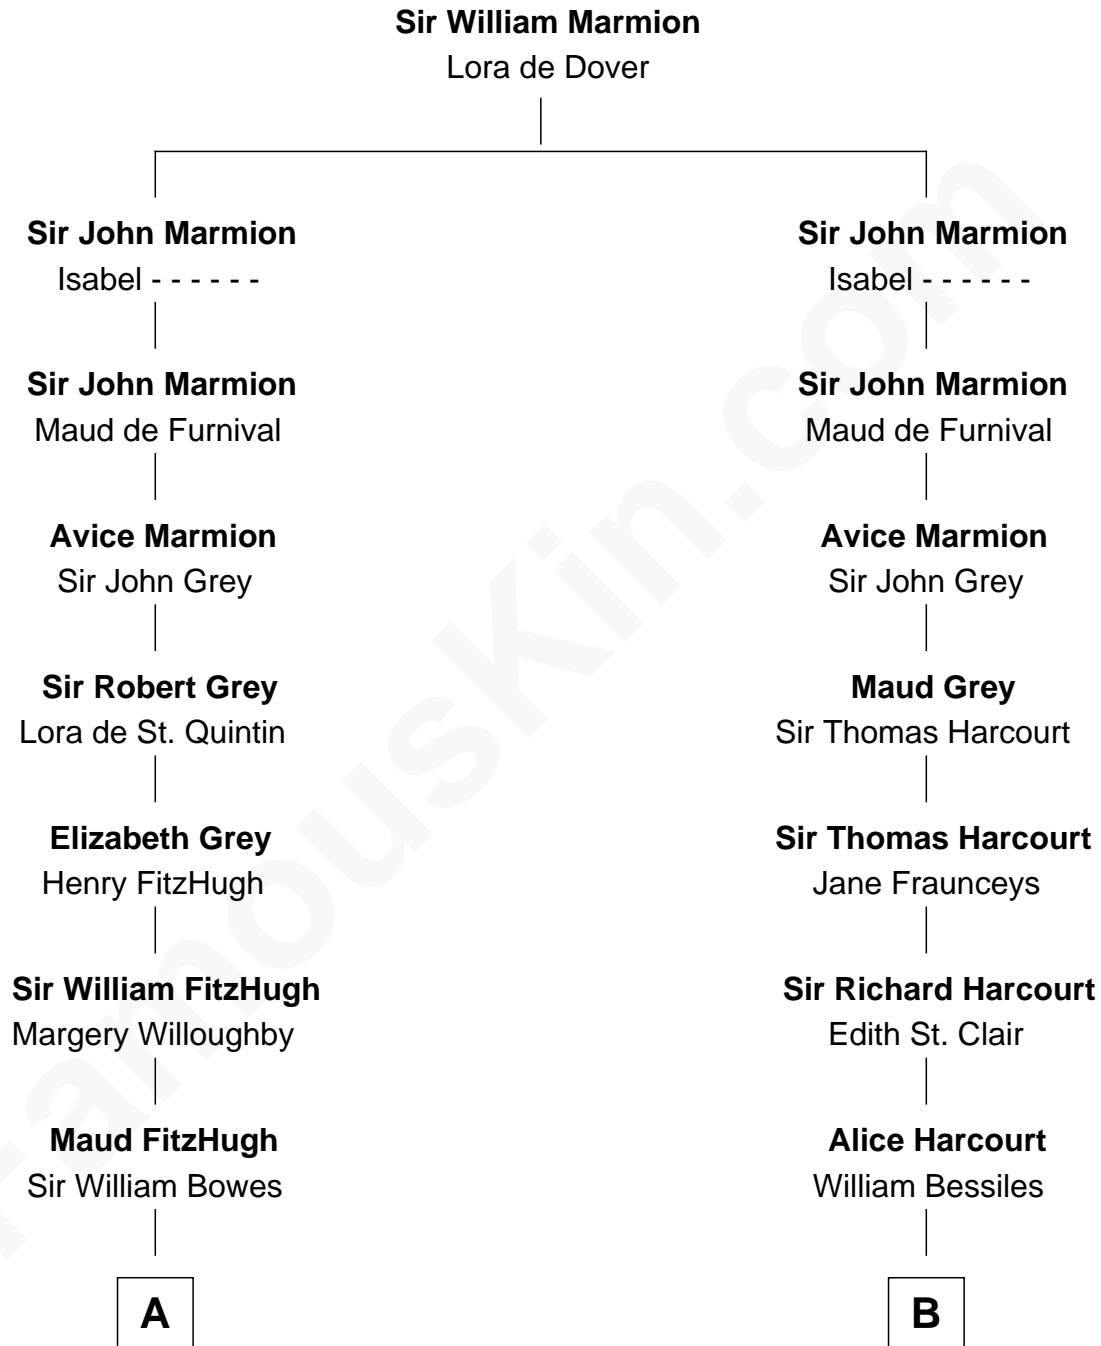 Sir William Marmion
Lora de Dover
Sir John Marmion
Isabel - - - - - -
Sir John Marmion
Maud de Furnival
Avice Marmion
Sir John Grey
Sir Robert Grey
Lora de St. Quintin
Elizabeth Grey
Henry FitzHugh
Sir William FitzHugh
Margery Willoughby
Maud FitzHugh
Sir William Bowes
A
Sir John Marmion
Isabel - - - - - -
Sir John Marmion
Maud de Furnival
Avice Marmion
Sir John Grey
Maud Grey
Sir Thomas Harcourt
Sir Thomas Harcourt
Jane Fraunceys
Sir Richard Harcourt
Edith St. Clair
Alice Harcourt
William Bessiles
B
FamousKin.com